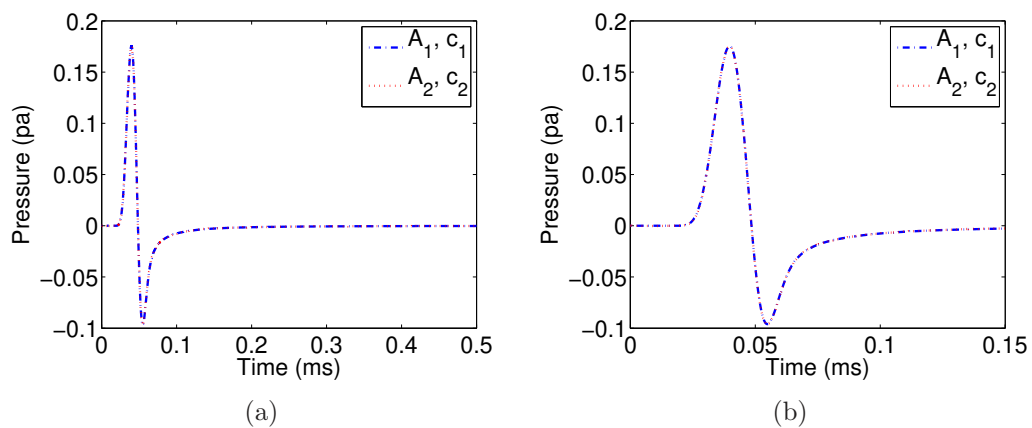 0.2
0.15
0.1
0.05
0
−0.05
−0.1
Pressure (pa)
A1, c1
A2, c2
0 0.1 0.2 0.3 0.4 0.5
Time (ms)
(a)
0.2
0.15
0.1
0.05
0
−0.05
−0.1
Pressure (pa)
A1, c1
A2, c2
0 0.05 0.1 0.15
Time (ms)
(b)